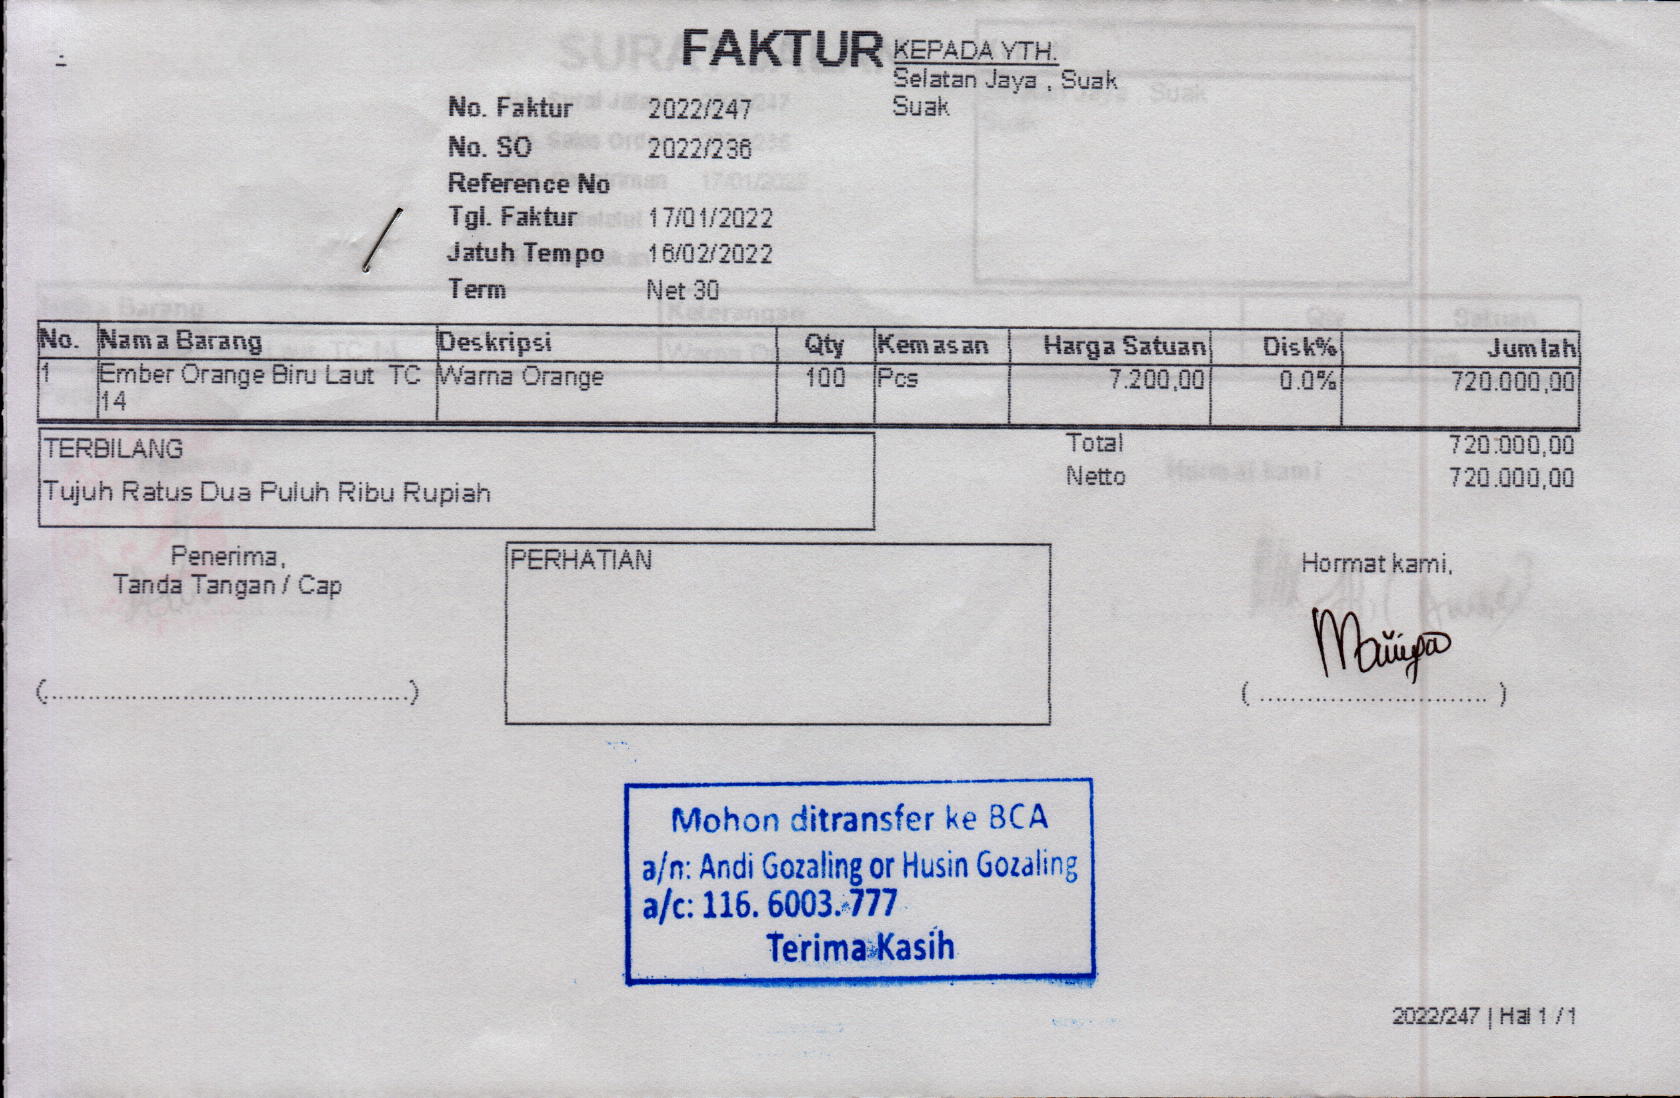 FAKTUR
KEPADA YTH.
Selatan Jaya , Suak
Suak
No. Faktur 2022/247
No. SO 2022/236
Reference No
Tgl. Faktur 17/01/2022
Jatuh Tempo 16/02/2022
Term Net 30
No. Nama Barang Deskripsi Qty Kemasan Harga Satuan Disk% Jumlah
1 Ember Orange Biru Laut TC Warna Orange 100 Pcs 7.200,00 0.0% 720.000,00
14
TERBILANG
Tujuh Ratus Dua Puluh Ribu Rupiah
Total 720.000,00
Netto 720.000,00
Penerima,
Tanda Tangan / Cap
(...............................................)
PERHATIAN
Hormat kami,
( ............................. )
Mohon ditransfer ke BCA
a/n: Andi Gozaling or Husin Gozaling
a/c: 116. 6003. 777
Terima Kasih
2022/247 | Hal 1 / 1